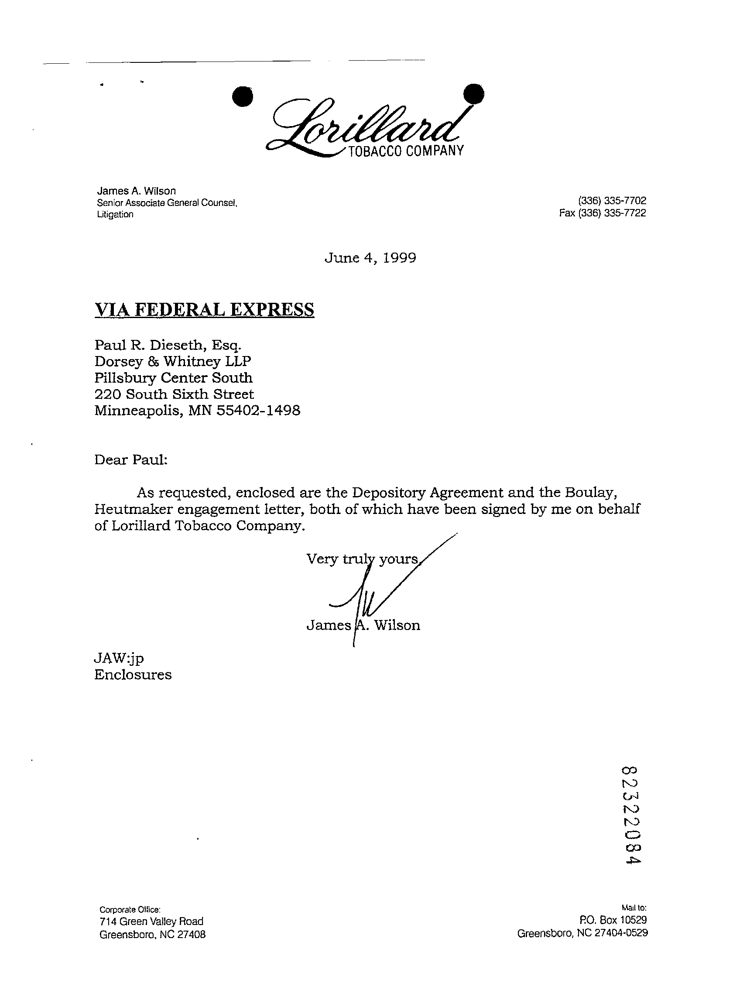 Lorillard
TOBACCO COMPANY
James A. Wilson
Senior Associate General Counsel,
Litigation
(336) 335-7702
Fax (336) 335-7722
June 4, 1999
VIA FEDERAL EXPRESS
Paul R. Dieseth, Esq.
Dorsey & Whitney LLP
Pillsbury Center South
220 South Sixth Street
Minneapolis, MN 55402-1498
Dear Paul:
As requested, enclosed are the Depository Agreement and the Boulay,
Heutmaker engagement letter, both of which have been signed by me on behalf
of Lorillard Tobacco Company.
Very truly yours,
James A. Wilson
JAW:jp
Enclosures
82322084
Corporate Office:
714 Green Valley Road
Greensboro, NC 27408
Mail to:
P.O. Box 10529
Greensboro, NC 27404-0529